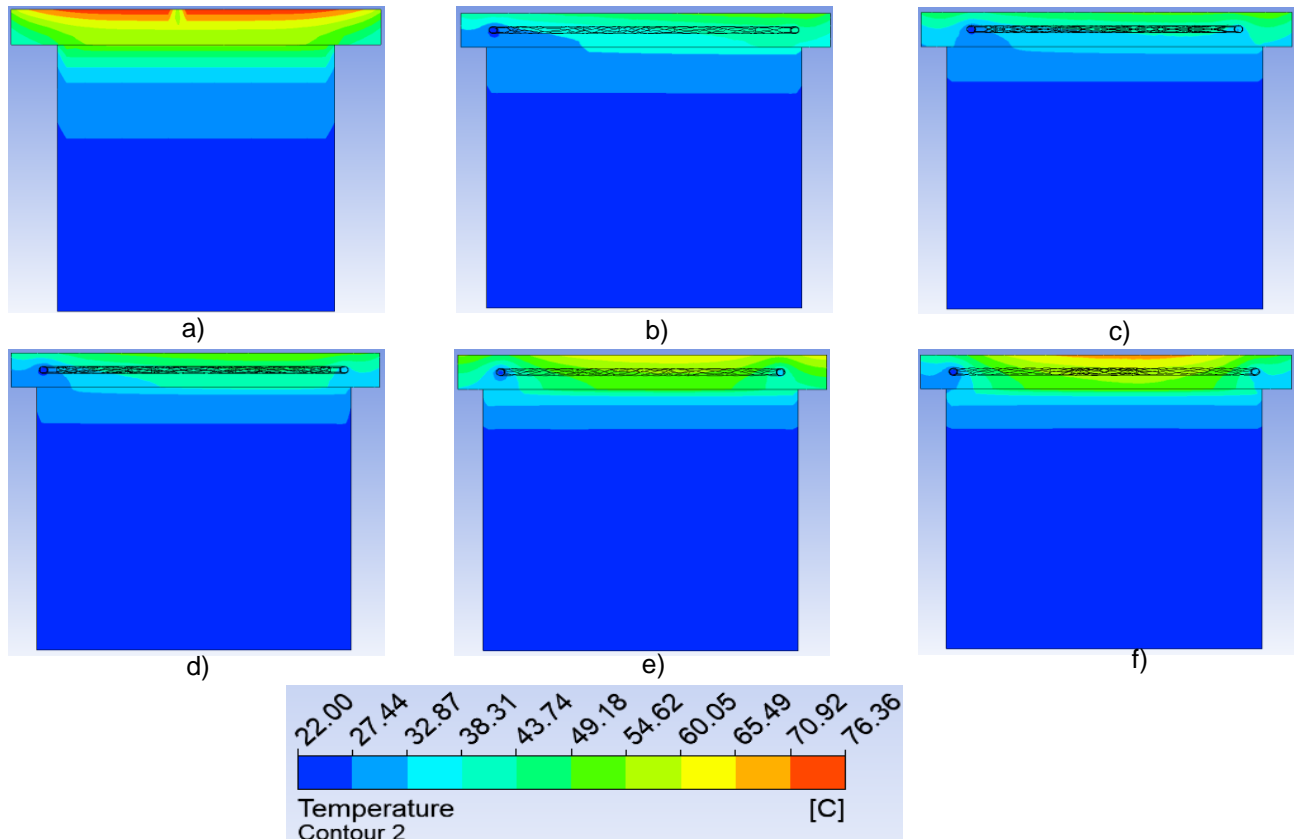 a)
b)
c)
d)
e)
f)
22.00 27.44 32.87 38.31 43.74 49.18 54.62 60.05 65.49 70.92 76.36
Temperature [C]
Contour 2